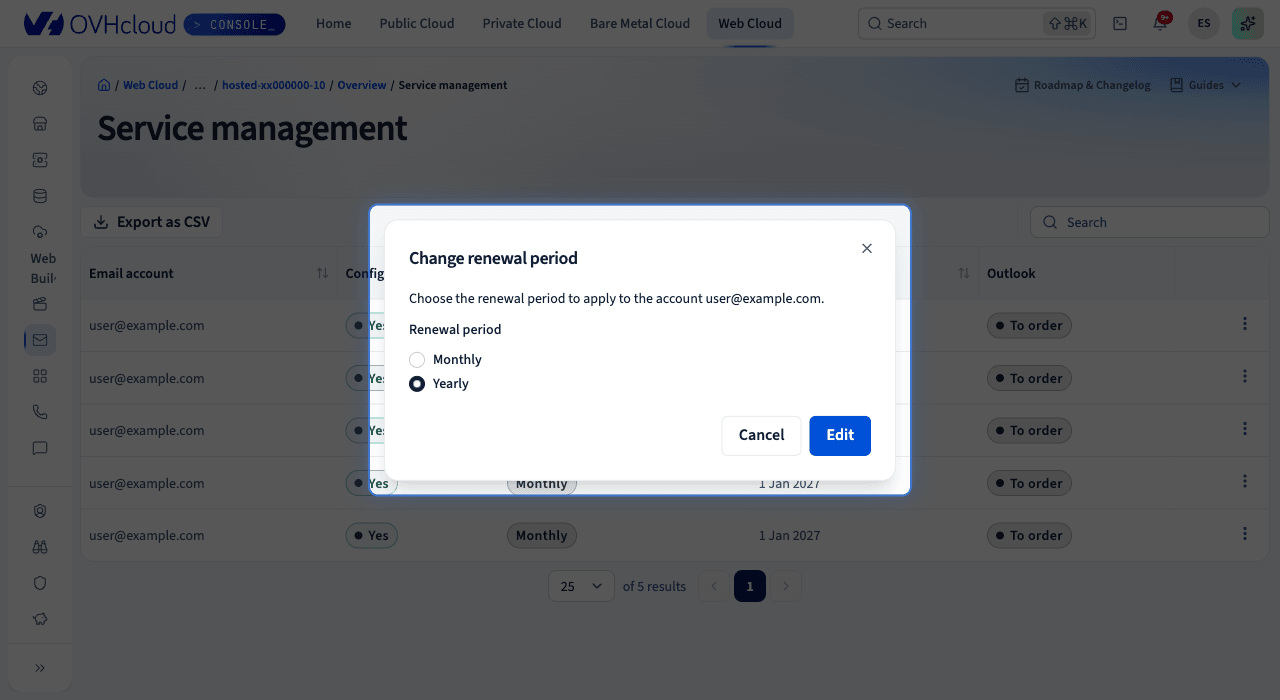 OVHcloud
> CONSOLE_
Home
Public Cloud
Private Cloud
Bare Metal Cloud
Web Cloud
Search
⇧⌘K
9+
ES
/ Web Cloud / ... / hosted-xx000000-10 / Overview / Service management
Roadmap & Changelog
Guides
Service management
Export as CSV
Search
Web
Email account
Outlook
user@example.com
To order
user@example.com
To order
user@example.com
To order
user@example.com
Yes
Monthly
1 Jan 2027
To order
user@example.com
Yes
Monthly
1 Jan 2027
To order
25
of 5 results
1
Change renewal period
Choose the renewal period to apply to the account user@example.com.
Renewal period
Monthly
Yearly
Cancel
Edit